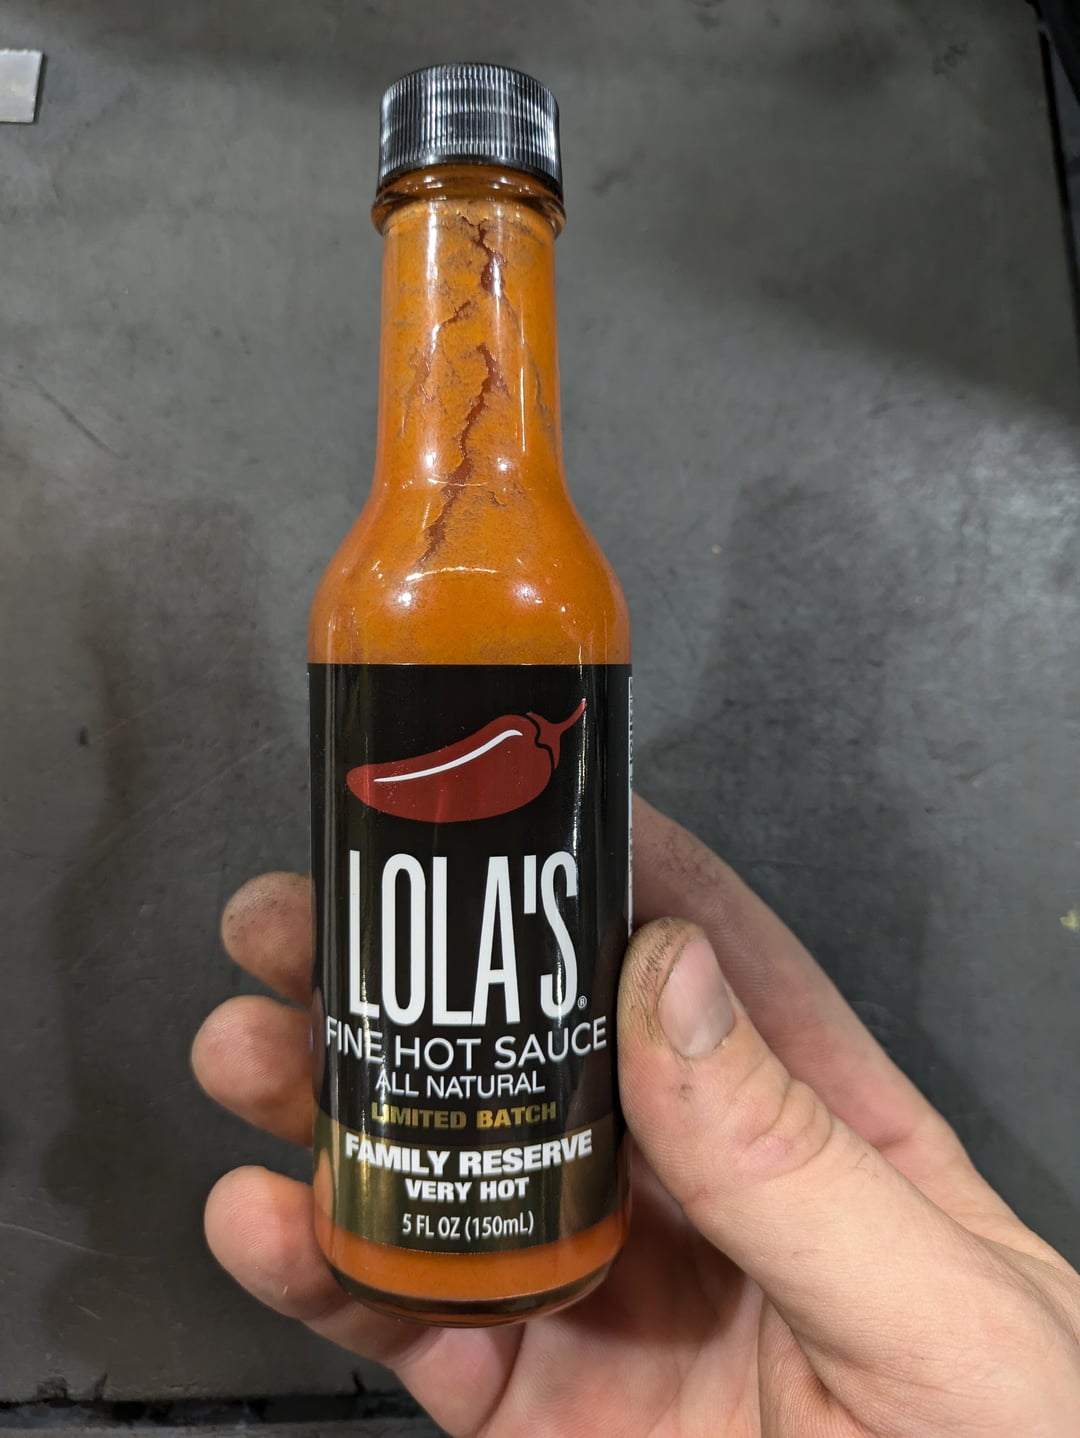 LOLA'S®
FINE HOT SAUCE
ALL NATURAL
LIMITED BATCH
FAMILY RESERVE
VERY HOT
5 FL OZ (150mL)